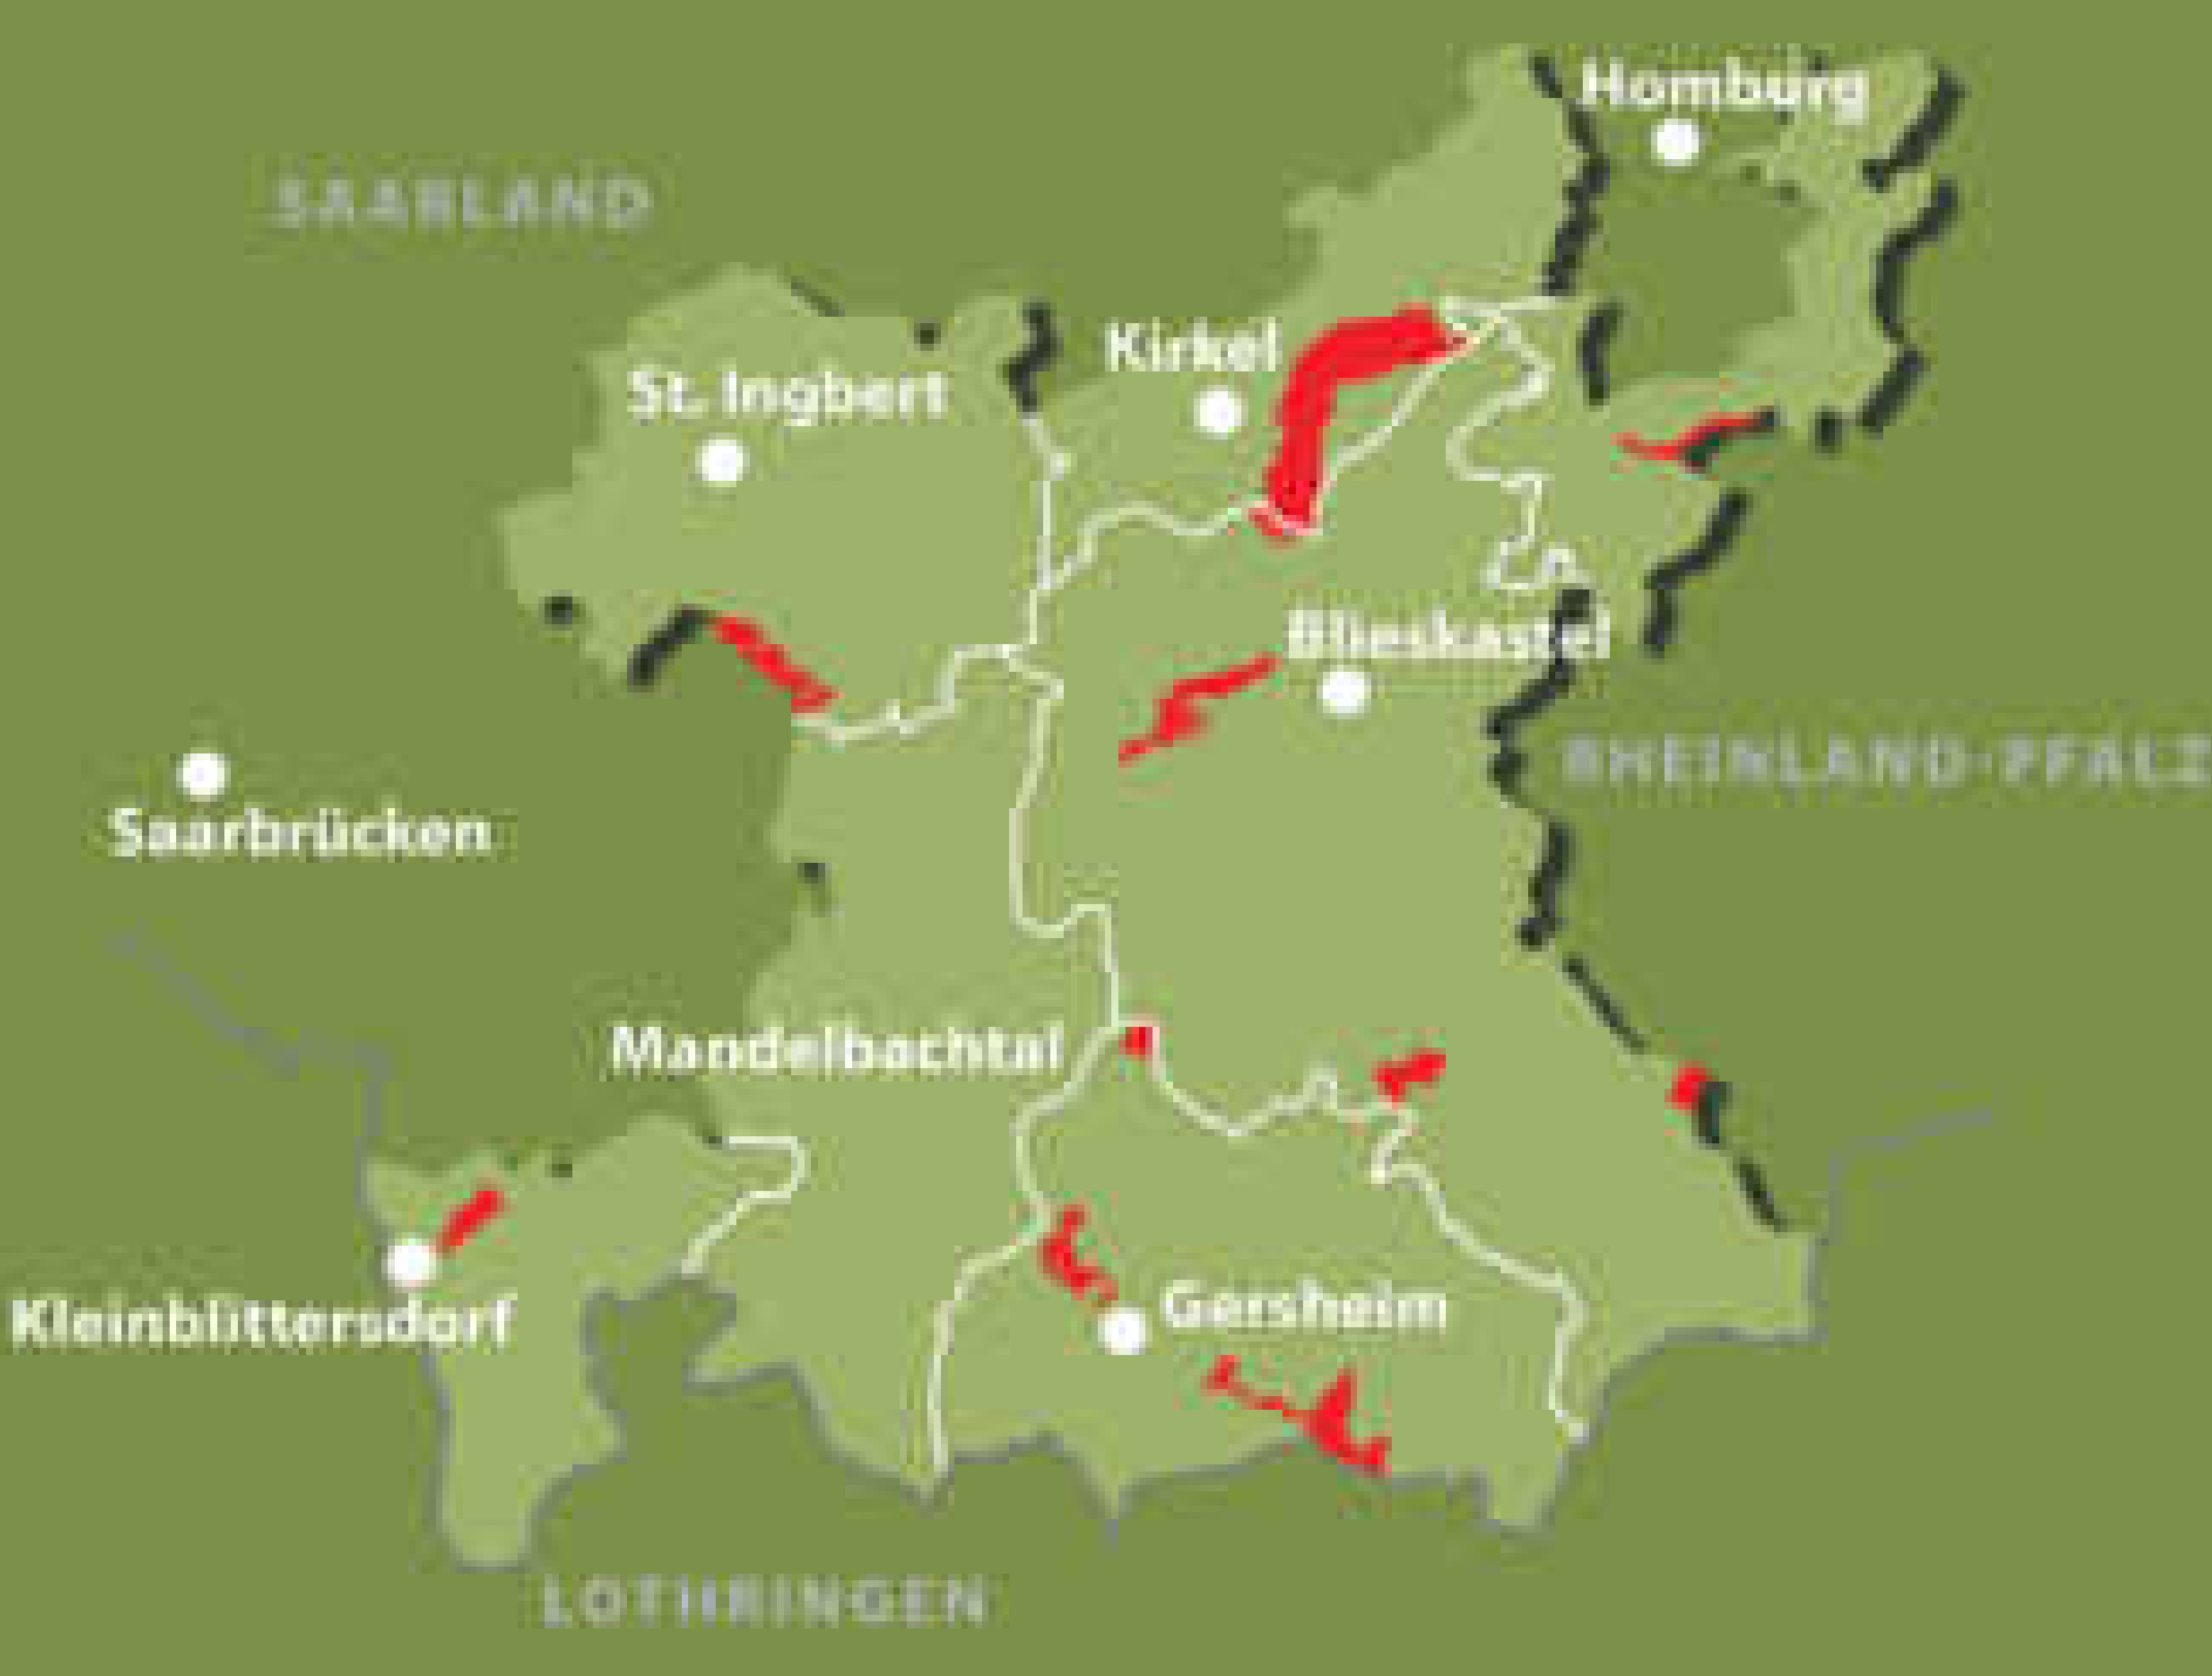 Homburg
SAARLAND
Kirkel
St. Ingbert
Blieskastel
RHEINLAND-PFALZ
Saarbrücken
Mandelbachtal
Gersheim
Kleinblittersdorf
LOTHRINGEN